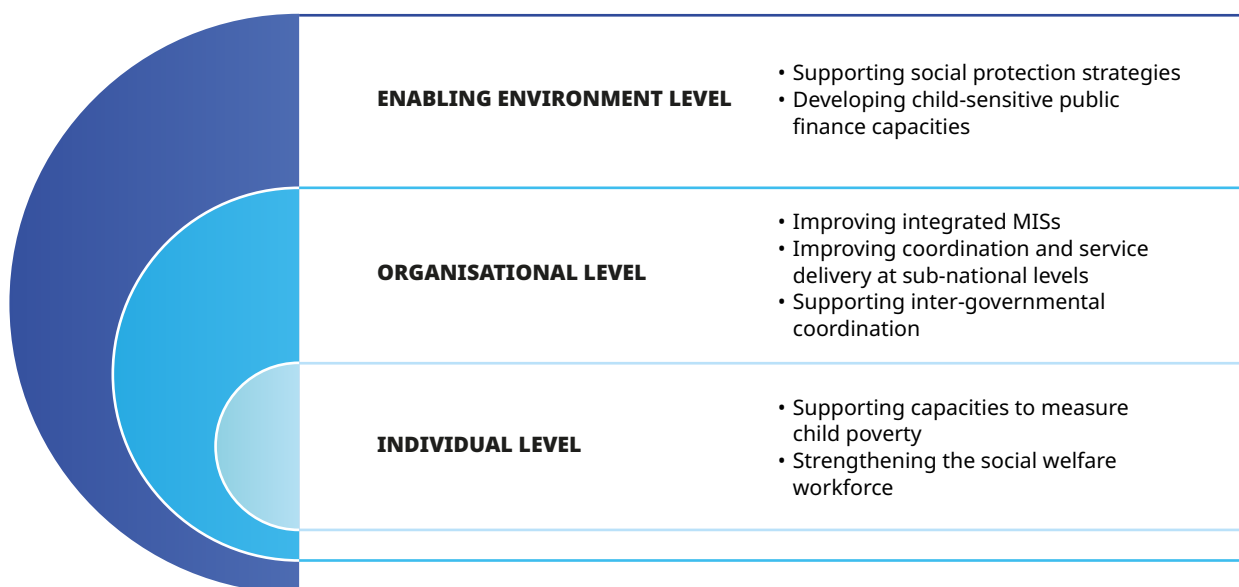 ENABLING ENVIRONMENT LEVEL
• Supporting social protection strategies
• Developing child-sensitive public
finance capacities
ORGANISATIONAL LEVEL
• Improving integrated MISs
• Improving coordination and service
delivery at sub-national levels
• Supporting inter-governmental
coordination
INDIVIDUAL LEVEL
• Supporting capacities to measure
child poverty
• Strengthening the social welfare
workforce